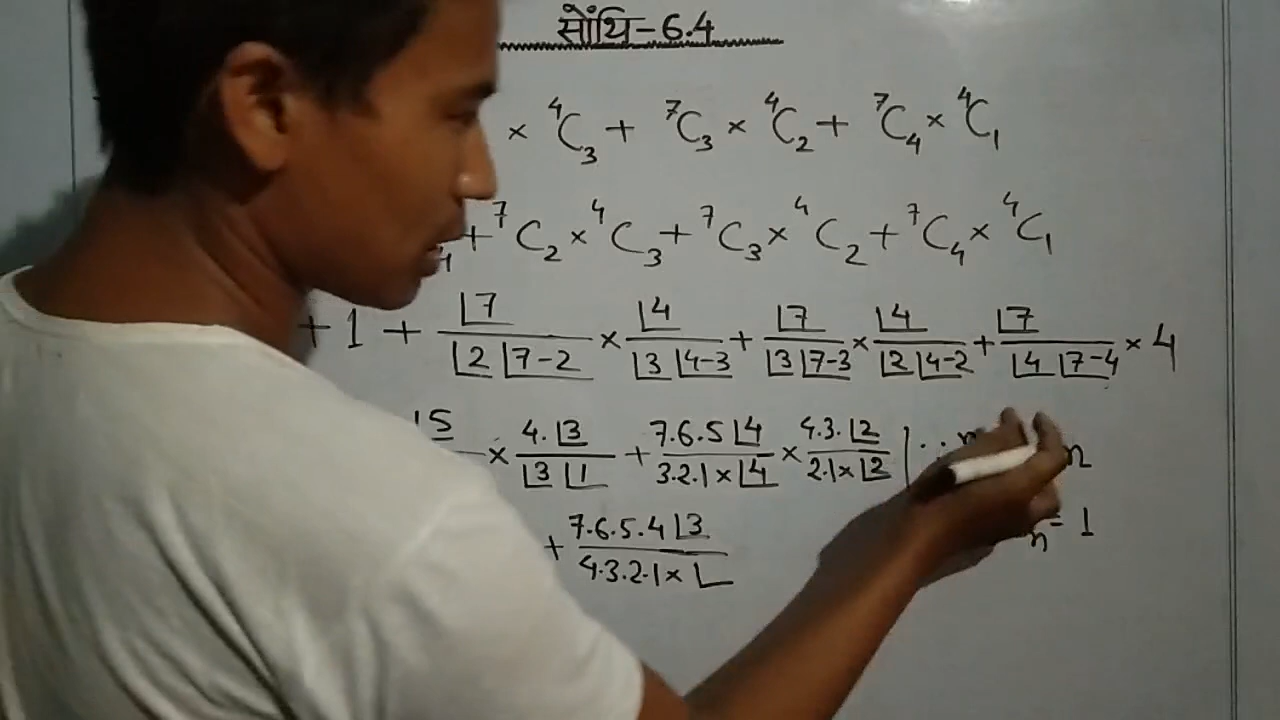 सोंथि-6.4
× ⁴C₃ + ⁷C₃ × ⁴C₂ + ⁷C₄ × ⁴C₁
₄ + ⁷C₂ × ⁴C₃ + ⁷C₃ × ⁴C₂ + ⁷C₄ × ⁴C₁
+ 1 + |7 / (|2 |7-2) × |4 / (|3 |4-3) + |7 / (|3 |7-3) × |4 / (|2 |4-2) + |7 / (|4 |7-4) × 4
|5 × 4.|3 / (|3 |1) + 7.6.5 |4 / (3.2.1 × |4) × 4.3.|2 / (2.1 × |2) | ∵ n n
+ 7.6.5.4 |3 / (4.3.2.1 × |) n = 1